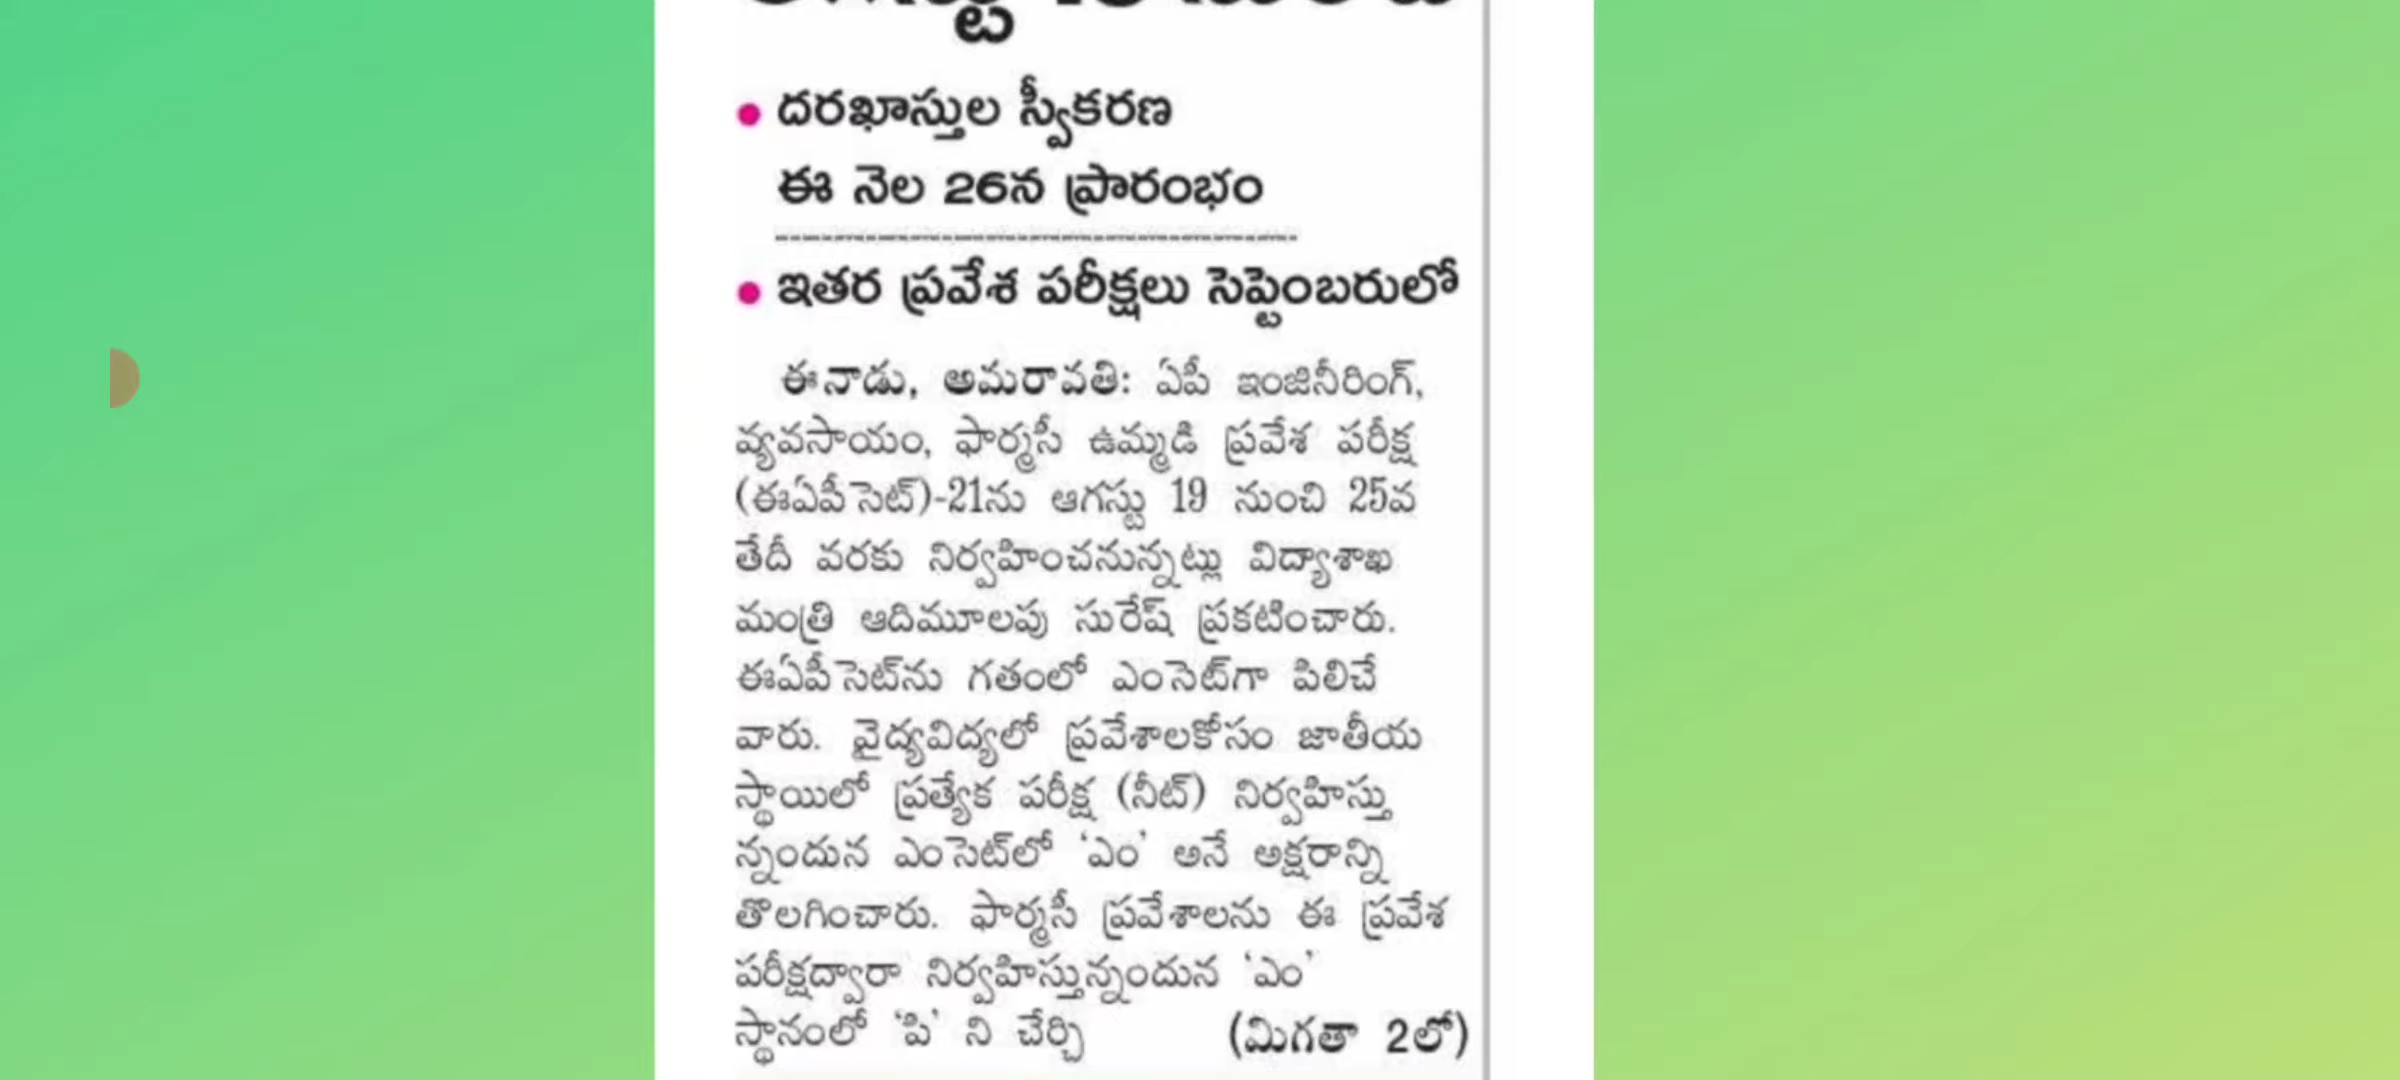 దరఖాస్తుల స్వీకరణ
ఈ నెల 26న ప్రారంభం
ఇతర ప్రవేశ పరీక్షలు సెప్టెంబరులో
ఈనాడు, అమరావతి: ఏపీ ఇంజినీరింగ్,
వ్యవసాయం, ఫార్మసీ ఉమ్మడి ప్రవేశ పరీక్ష
(ఈఏపీసెట్)-21ను ఆగస్టు 19 నుంచి 25వ
తేదీ వరకు నిర్వహించనున్నట్లు విద్యాశాఖ
మంత్రి ఆదిమూలపు సురేష్ ప్రకటించారు.
ఈఏపీసెట్‌ను గతంలో ఎంసెట్‌గా పిలిచే
వారు. వైద్యవిద్యలో ప్రవేశాలకోసం జాతీయ
స్థాయిలో ప్రత్యేక పరీక్ష (నీట్) నిర్వహిస్తు
న్నందున ఎంసెట్‌లో ‘ఎం’ అనే అక్షరాన్ని
తొలగించారు. ఫార్మసీ ప్రవేశాలను ఈ ప్రవేశ
పరీక్షద్వారా నిర్వహిస్తున్నందున ‘ఎం’
స్థానంలో ‘పి’ ని చేర్చి (మిగతా 2లో)